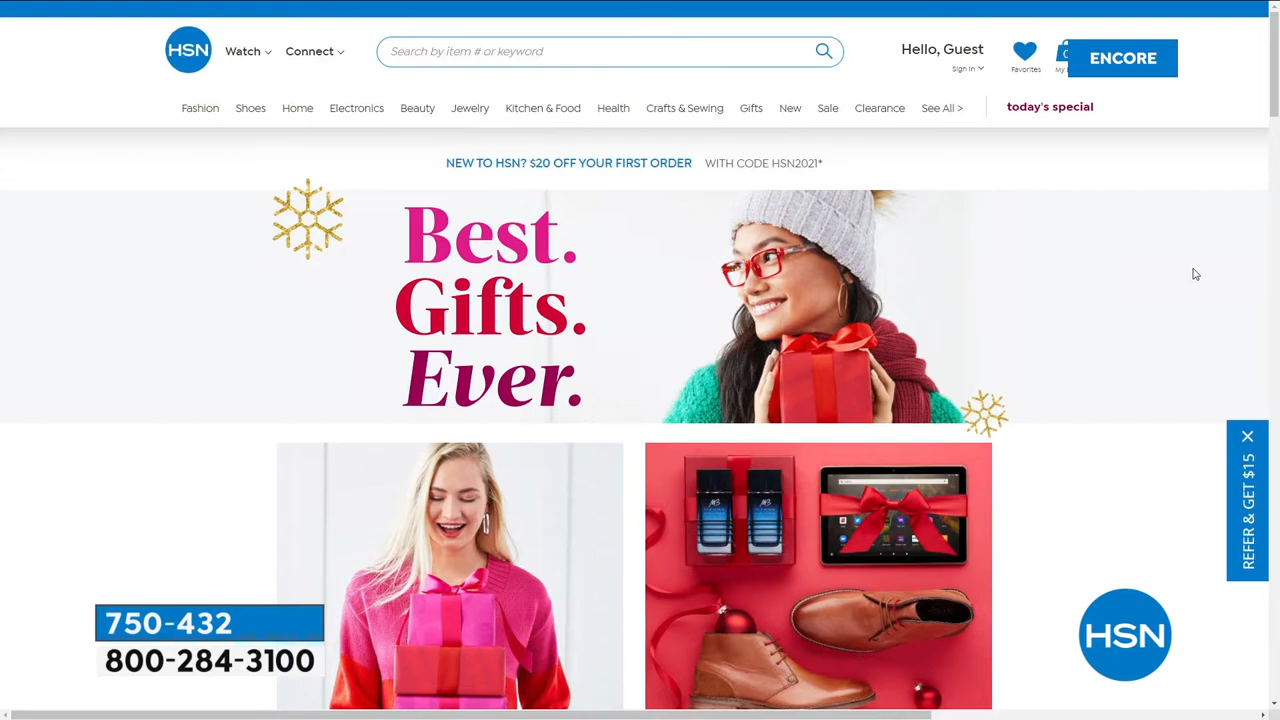 HSN
Watch
Connect
Search by item # or keyword
Hello, Guest
Sign in
Favorites
ENCORE
Fashion Shoes Home Electronics Beauty Jewelry Kitchen & Food Health Crafts & Sewing Gifts New Sale Clearance See All > today's special
NEW TO HSN? $20 OFF YOUR FIRST ORDER WITH CODE HSN2021*
Best.
Gifts.
Ever.
REFER & GET $15
750-432
800-284-3100
HSN